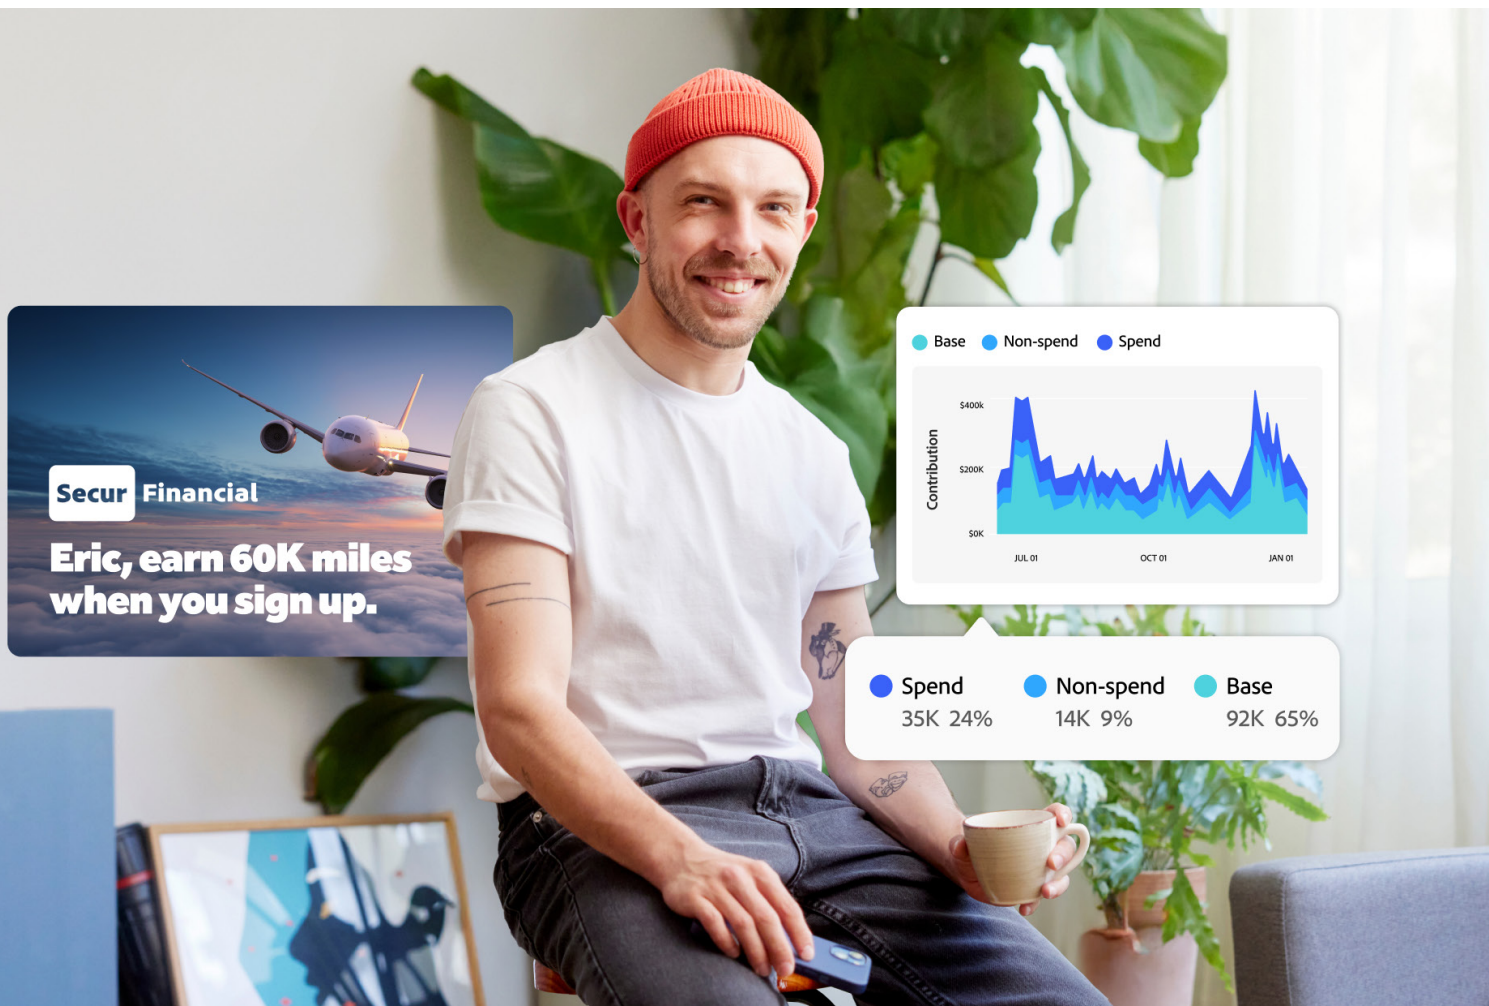 Secur Financial
Eric, earn 60K miles
when you sign up.
Base Non-spend Spend
Contribution
$400k
$200K
$0K
JUL 01 OCT 01 JAN 01
Spend Non-spend Base
35K 24% 14K 9% 92K 65%